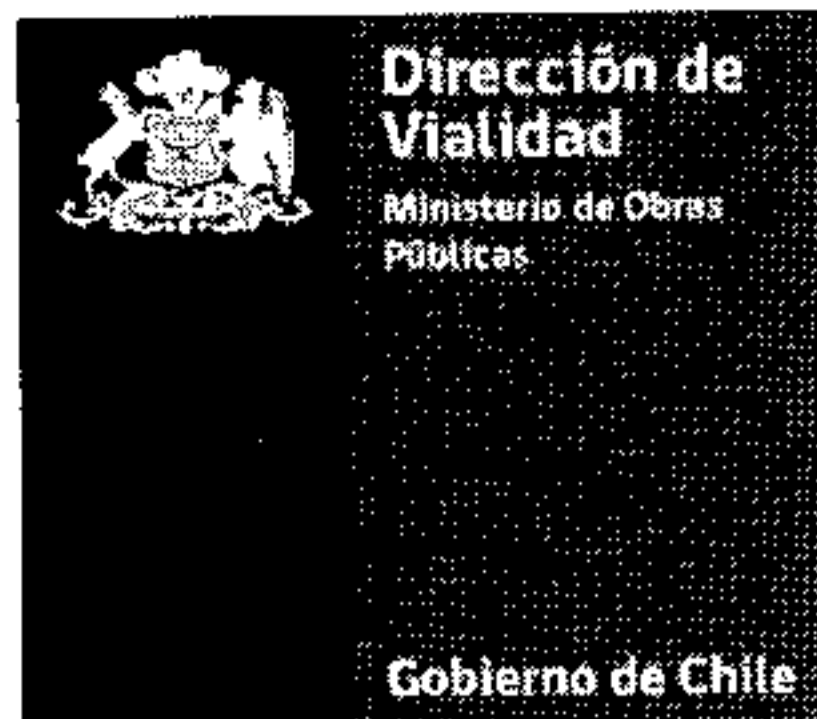 Dirección de
Vialidad
Ministerio de Obras
Públicas
Gobierno de Chile